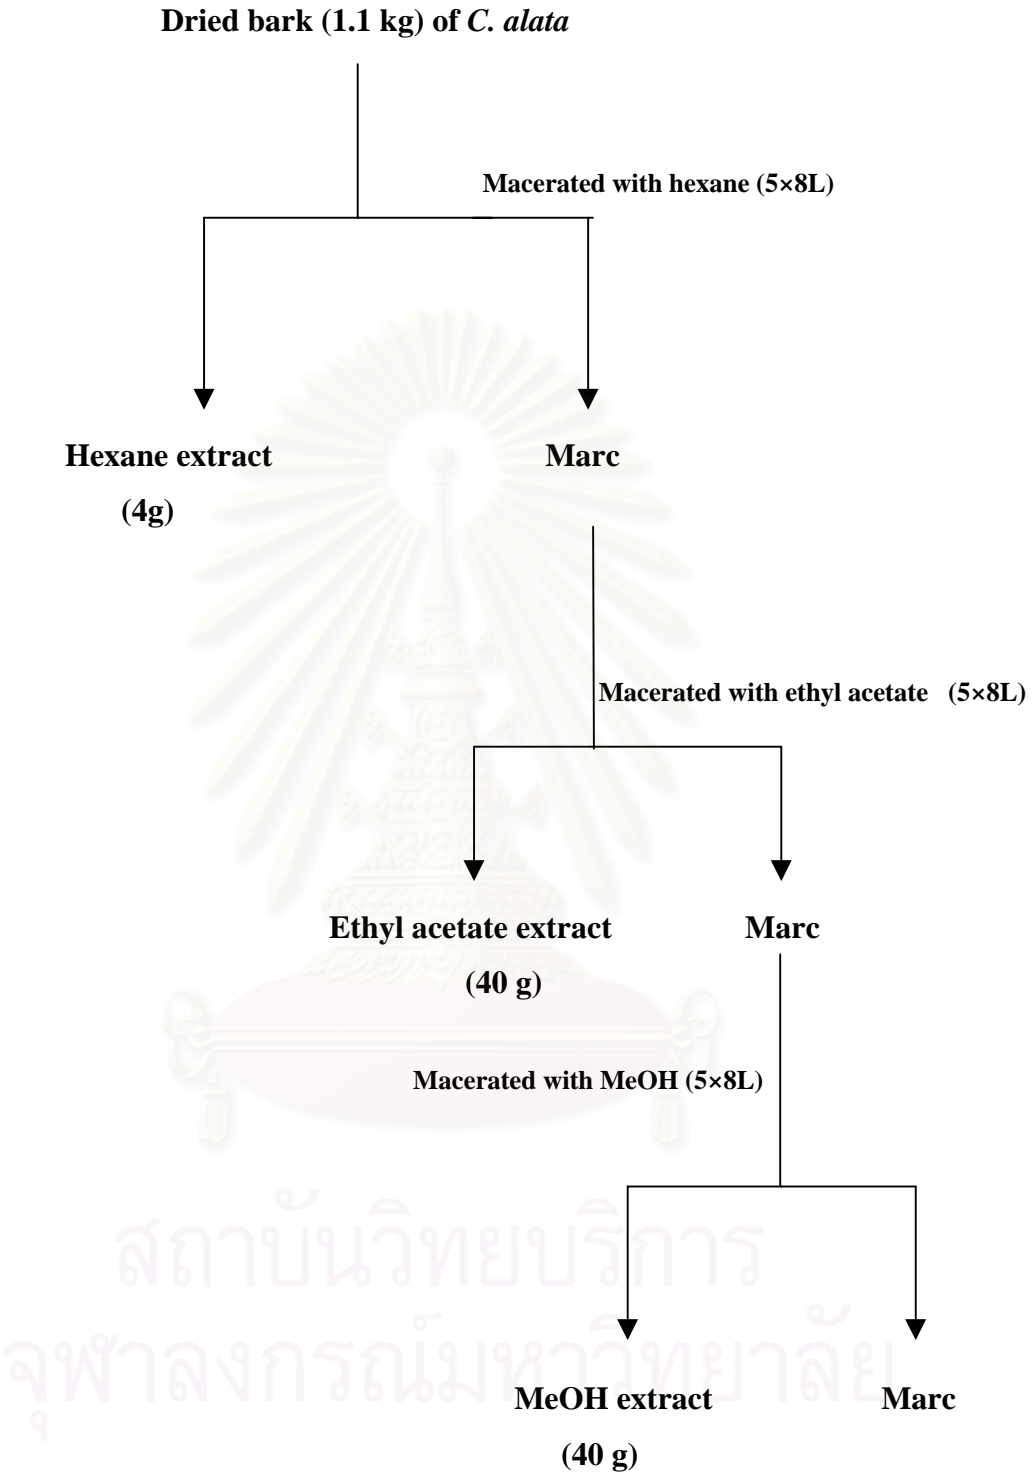 Dried bark (1.1 kg) of C. alata
Macerated with hexane (5×8L)
Hexane extract
(4g)
Marc
Macerated with ethyl acetate (5×8L)
Ethyl acetate extract
(40 g)
Marc
Macerated with MeOH (5×8L)
สถาบันวิทยบริการ
จุฬาลงกรณ์มหาวิทยาลัย
MeOH extract
(40 g)
Marc